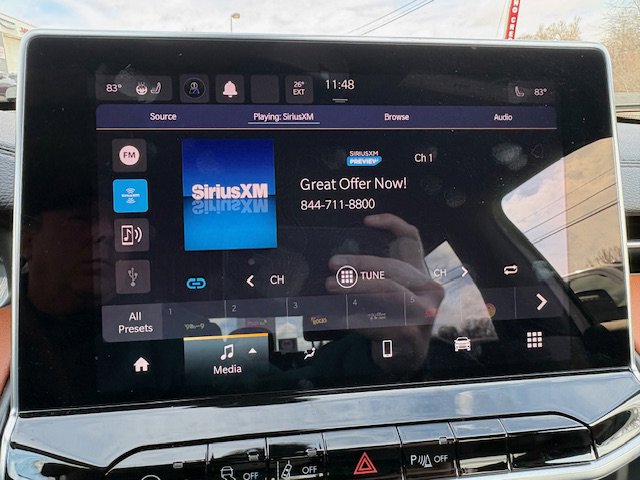 83° 26° EXT 11:48 83°
Source Playing: SiriusXM Browse Audio
FM
SiriusXM
SIRIUSXM PREVIEW Ch 1
Great Offer Now!
844-711-8800
CH TUNE CH
All Presets
1 2 3 4 5
Media
OFF OFF P OFF